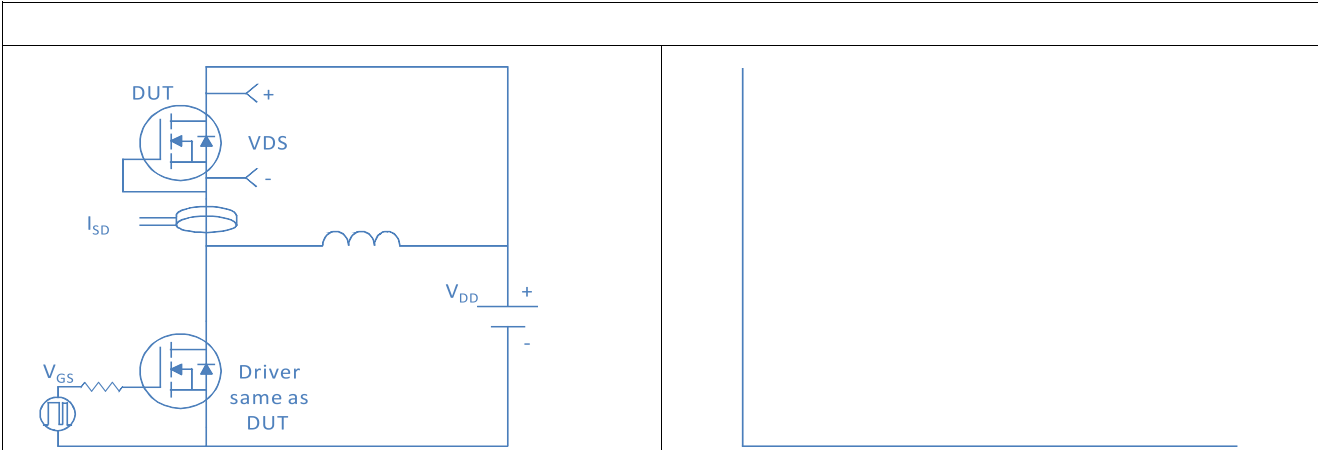 DUT
+
VDS
-
ISD
VDD
+
-
VGS
Driver
same as
DUT